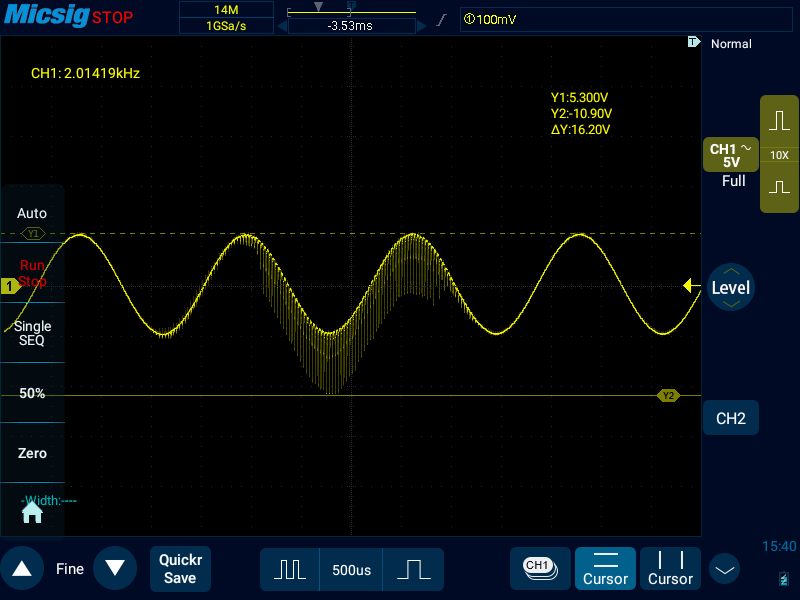 Micsig STOP
14M
1GSa/s
-3.53ms
T
1 100mV
T
Normal
CH1: 2.01419kHz
Y1:5.300V
Y2:-10.90V
ΔY:16.20V
CH1
5V
10X
Full
Auto
Y1
Run
Stop
1
Level
Single
SEQ
50%
Y2
CH2
Zero
-Width:----
15:40
Fine
Quickr
Save
500us
CH1
Cursor
Cursor